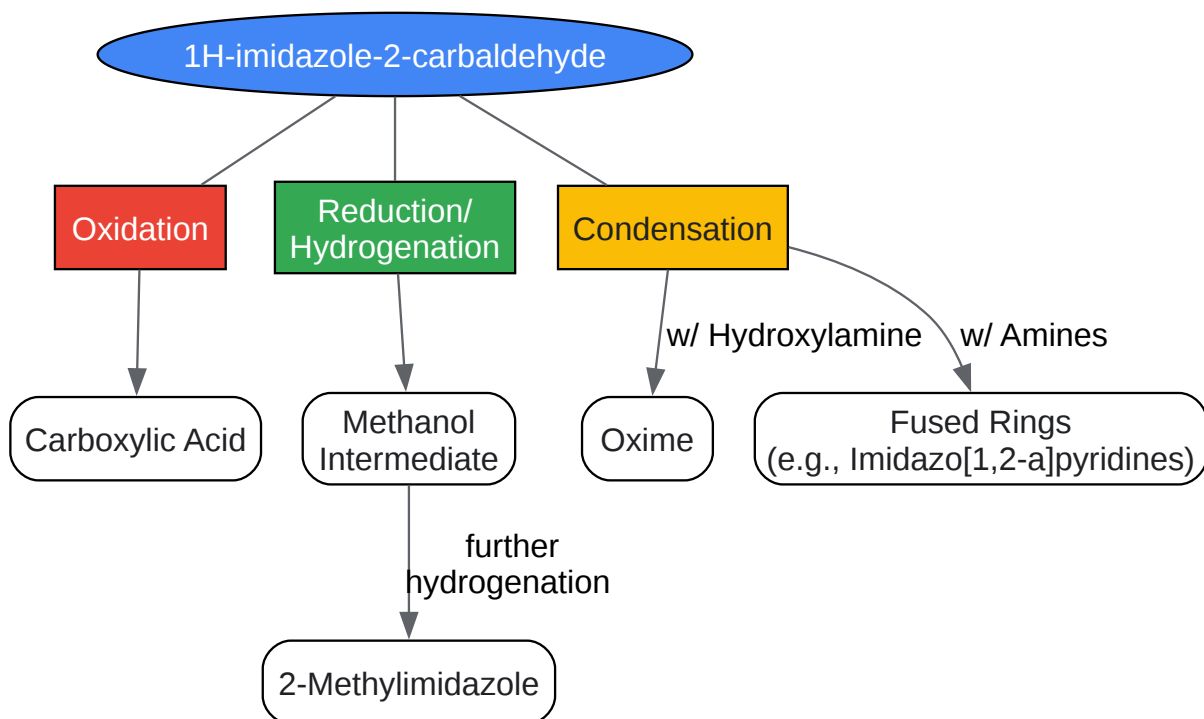 1H-imidazole-2-carbaldehyde
Oxidation
Reduction/
Hydrogenation
Condensation
w/ Hydroxylamine
w/ Amines
Carboxylic Acid
Methanol
Intermediate
Oxime
Fused Rings
(e.g., Imidazo[1,2-a]pyridines)
further
hydrogenation
2-Methylimidazole